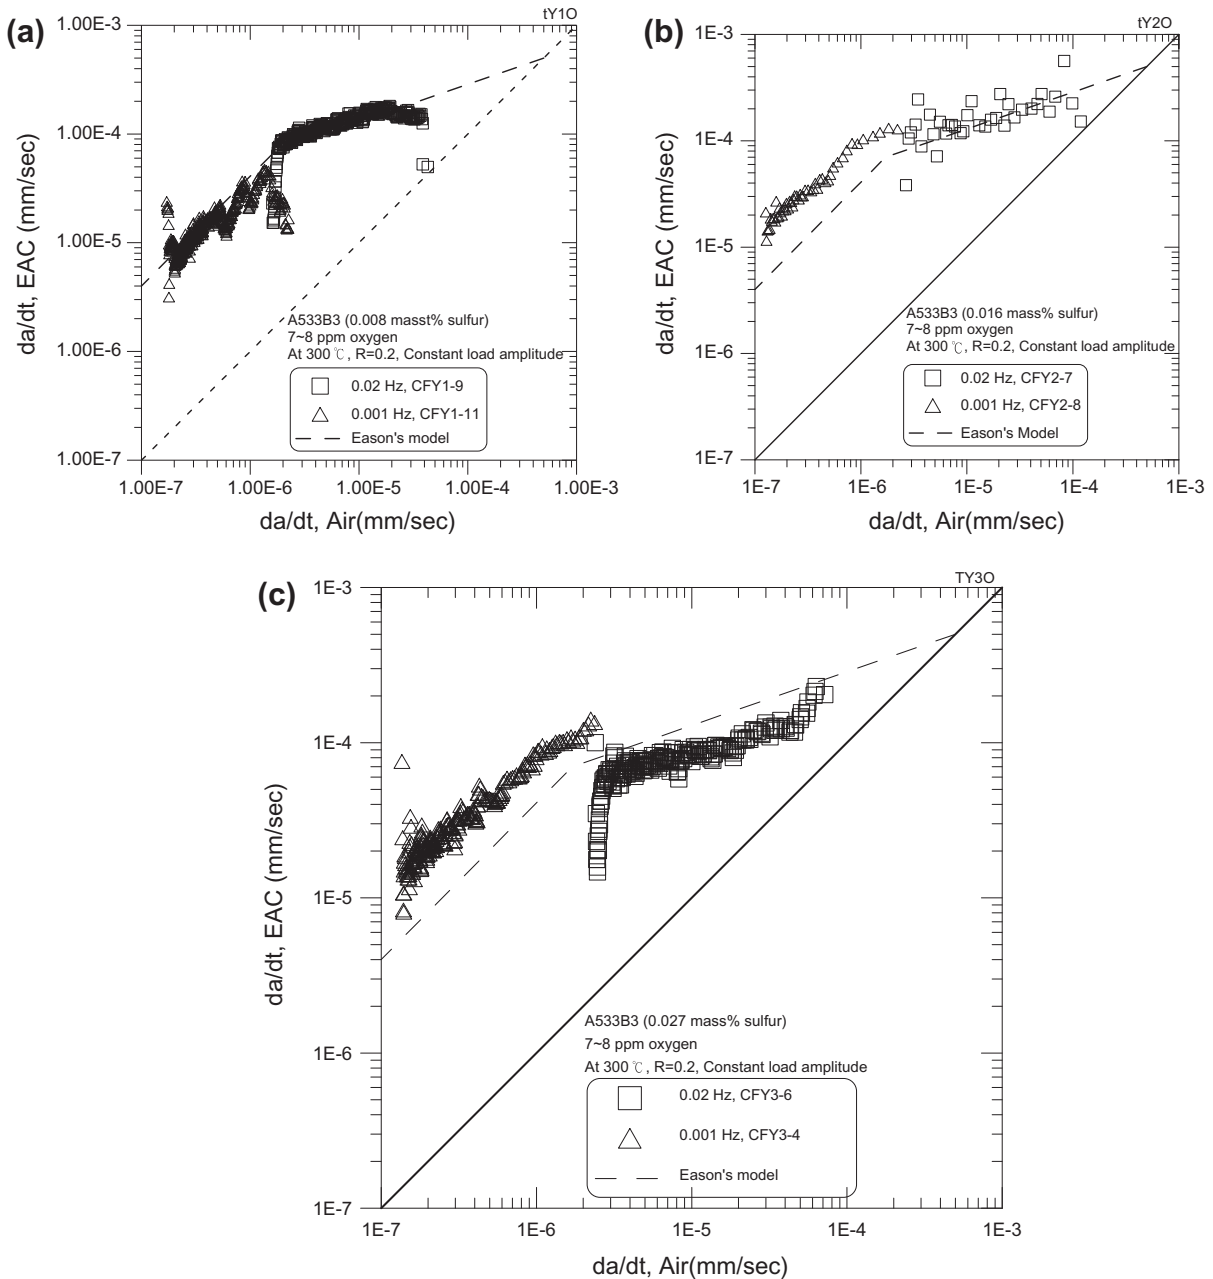 (a)
tY1O
1.00E-3
1.00E-4
1.00E-5
1.00E-6
1.00E-7
da/dt, EAC (mm/sec)
A533B3 (0.008 masst% sulfur)
7~8 ppm oxygen
At 300 ℃, R=0.2, Constant load amplitude
0.02 Hz, CFY1-9
0.001 Hz, CFY1-11
Eason's model
1.00E-7 1.00E-6 1.00E-5 1.00E-4 1.00E-3
da/dt, Air(mm/sec)
(b)
tY2O
1E-3
1E-4
1E-5
1E-6
1E-7
da/dt, EAC (mm/sec)
A533B3 (0.016 mass% sulfur)
7~8 ppm oxygen
At 300 ℃, R=0.2, Constant load amplitude
0.02 Hz, CFY2-7
0.001 Hz, CFY2-8
Eason's Model
1E-7 1E-6 1E-5 1E-4 1E-3
da/dt, Air(mm/sec)
(c)
TY3O
1E-3
1E-4
1E-5
1E-6
1E-7
da/dt, EAC (mm/sec)
A533B3 (0.027 mass% sulfur)
7~8 ppm oxygen
At 300 ℃, R=0.2, Constant load amplitude
0.02 Hz, CFY3-6
0.001 Hz, CFY3-4
Eason's model
1E-7 1E-6 1E-5 1E-4 1E-3
da/dt, Air(mm/sec)